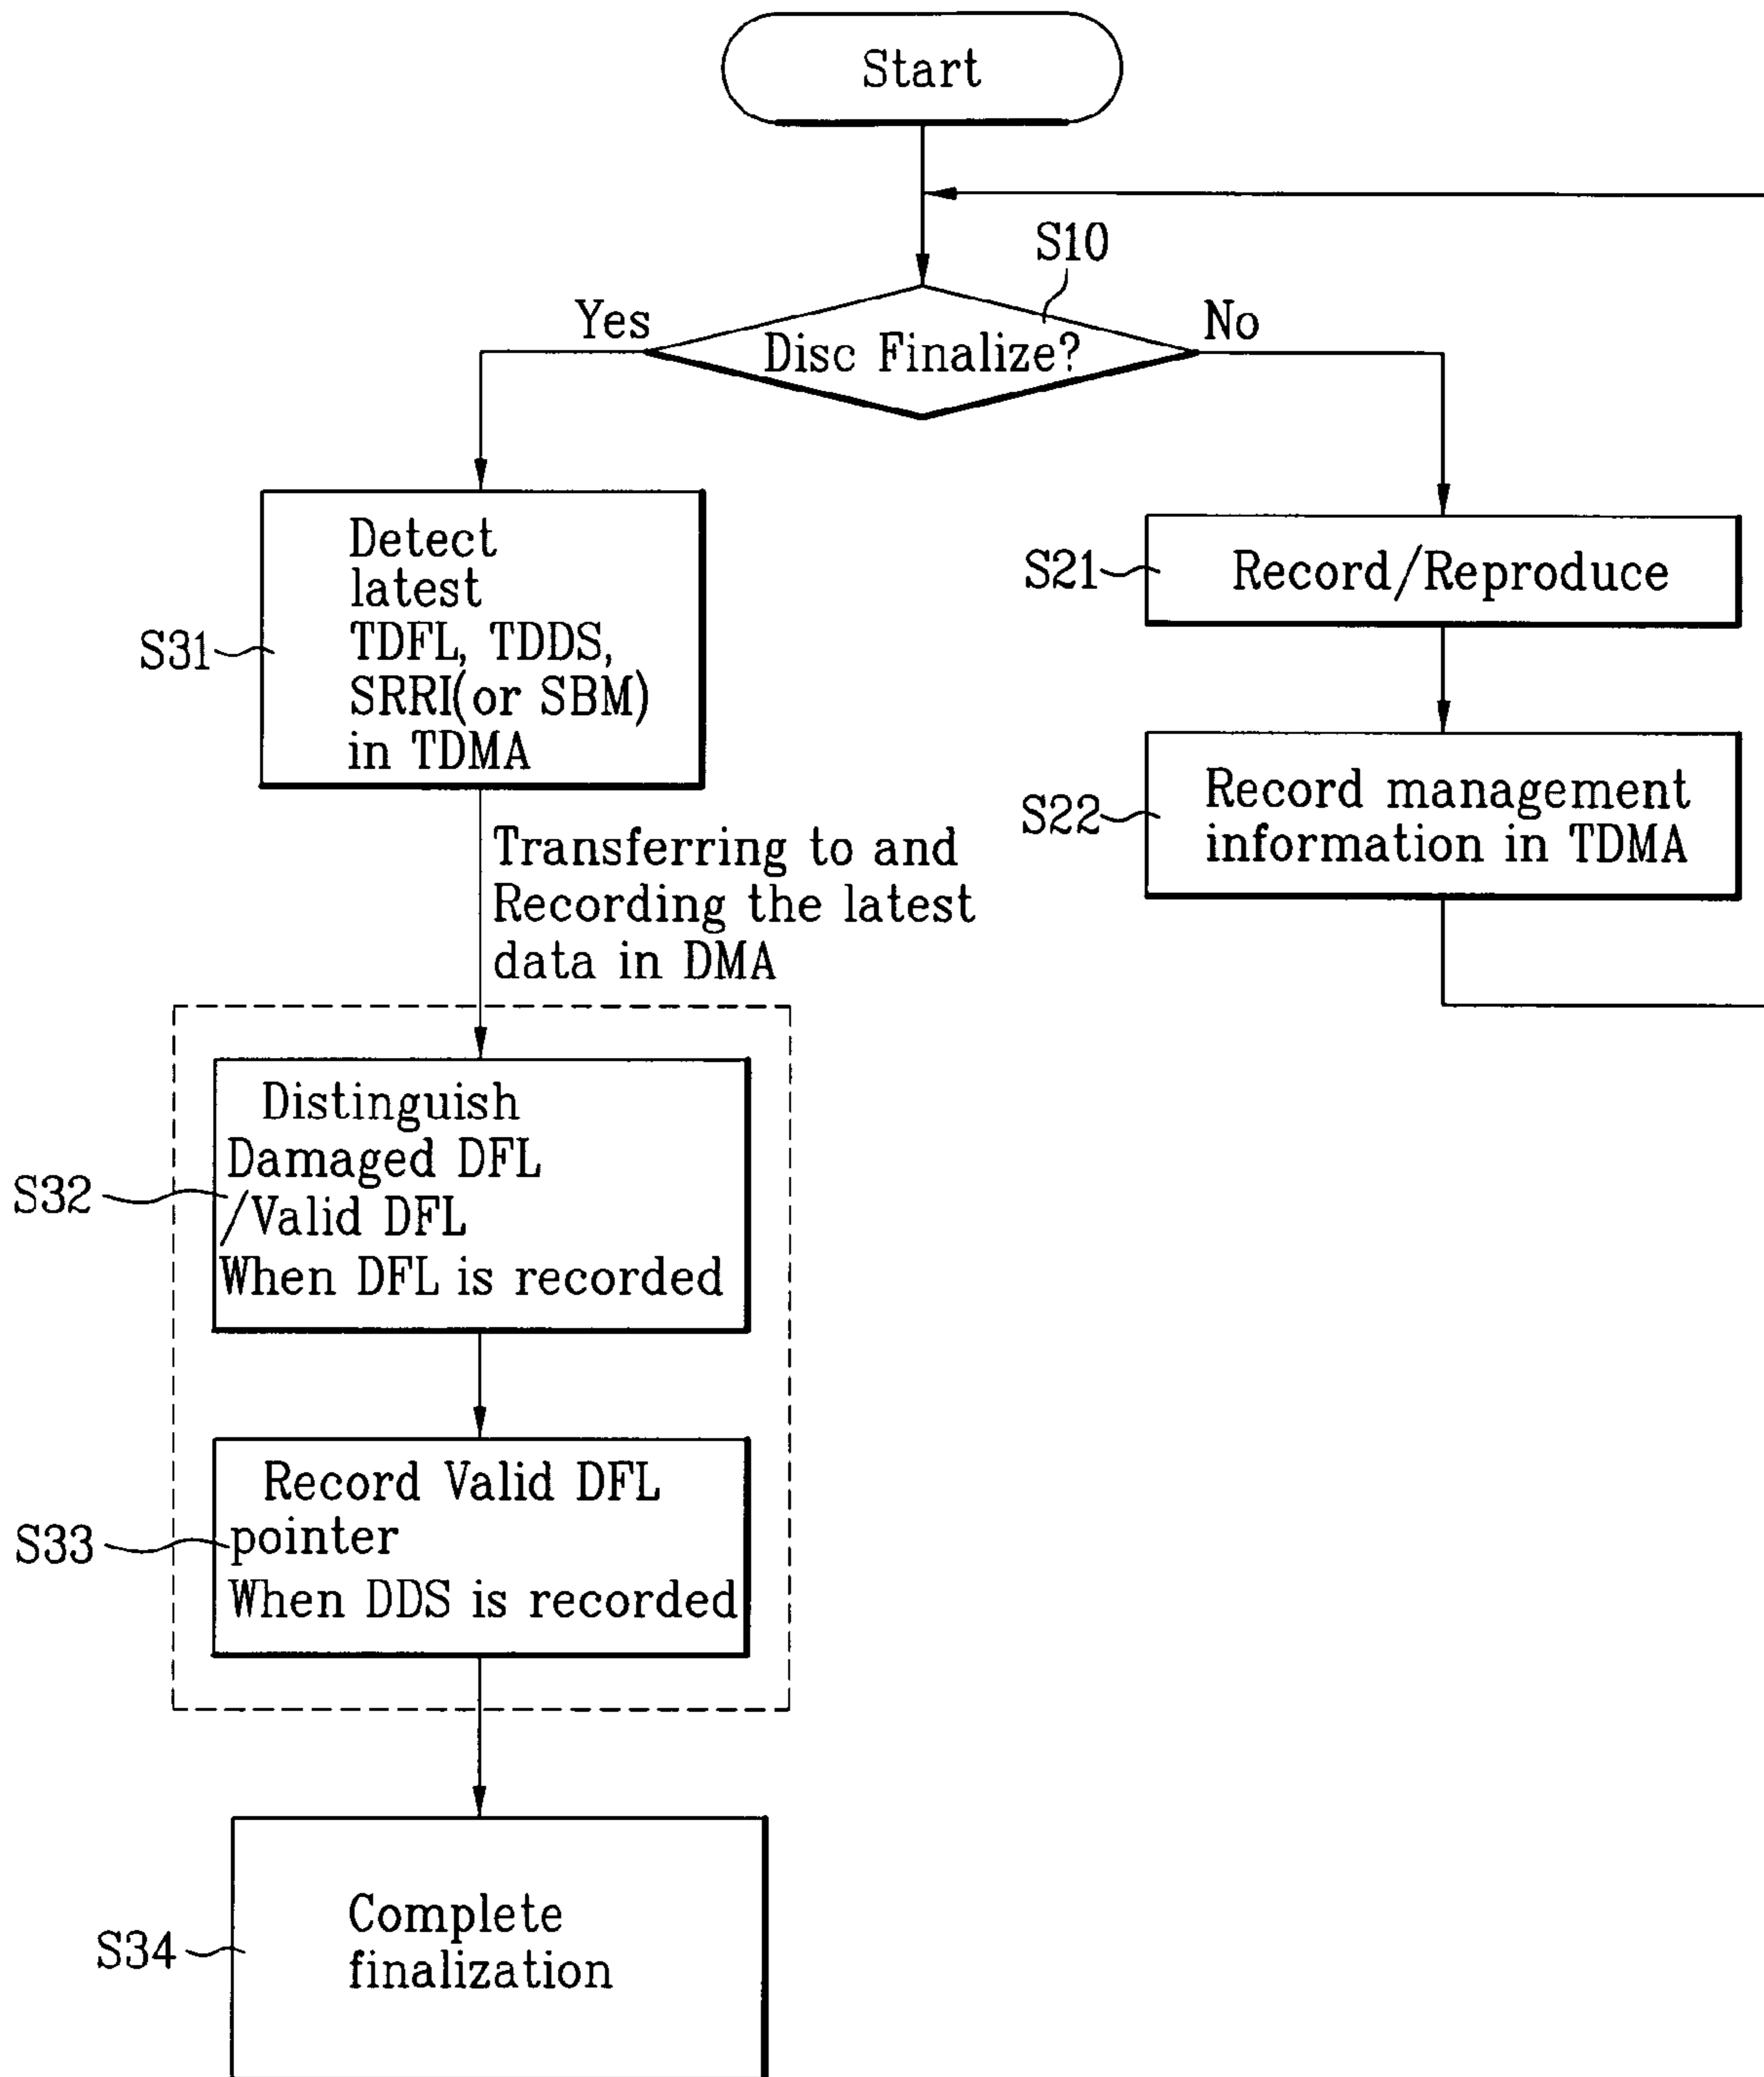 Start
S10
Yes
No
Disc Finalize?
Detect
latest
TDFL, TDDS,
SRRI(or SBM)
in TDMA
S31
S21
Record/Reproduce
S22
Record management
information in TDMA
Transferring to and
Recording the latest
data in DMA
S32
Distinguish
Damaged DFL
/Valid DFL
When DFL is recorded
S33
Record Valid DFL
pointer
When DDS is recorded
S34
Complete
finalization